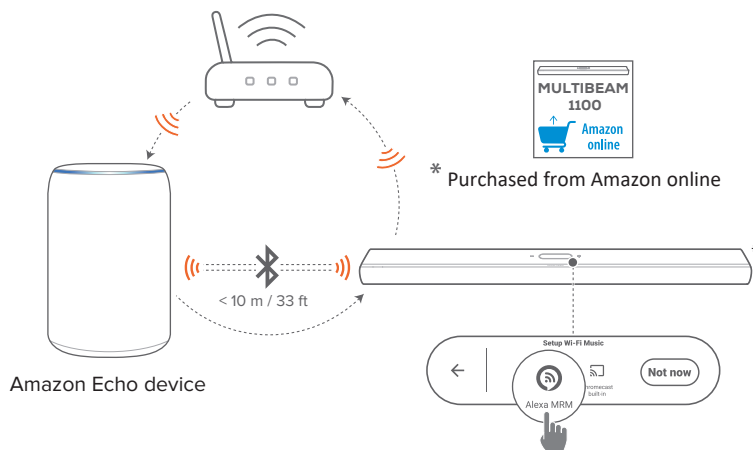 MULTIBEAM
1100
Amazon
online
* Purchased from Amazon online
< 10 m / 33 ft
- +
Amazon Echo device
Setup Wi-Fi Music
Alexa MRM
hromecast
built-in
Not now